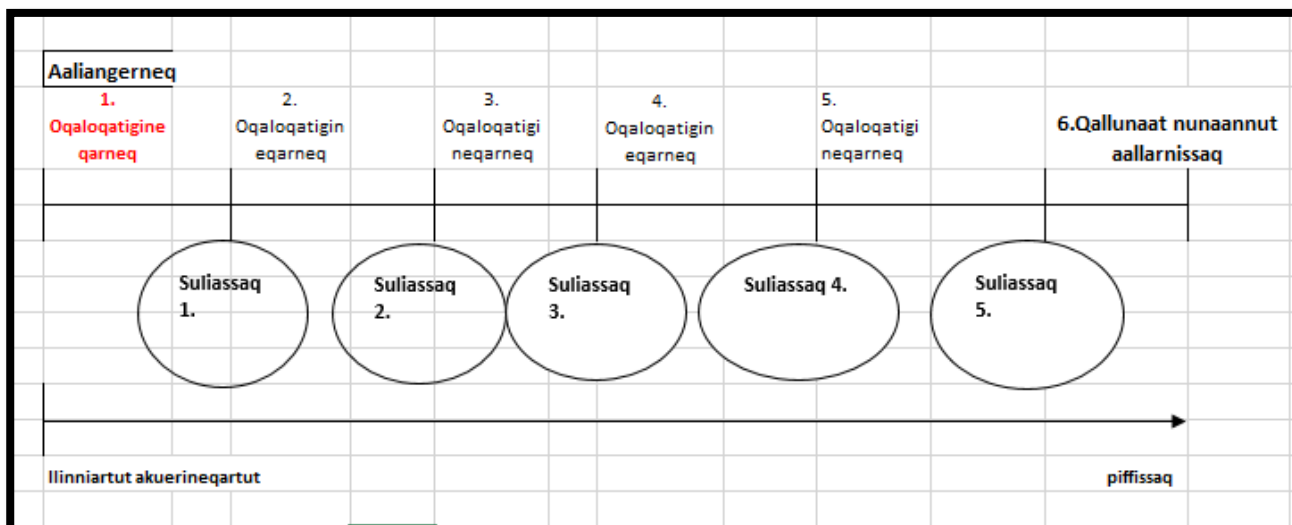 Aaliangerneq
1.
Oqaloqatigine
qarneq
2.
Oqaloqatigin
eqarneq
3.
Oqaloqatigi
neqarneq
4.
Oqaloqatigin
eqarneq
5.
Oqaloqatigi
neqarneq
6.Qallunaat nunaannut
aallarnissaq
Suliassaq
1.
Suliassaq
2.
Suliassaq
3.
Suliassaq 4.
Suliassaq
5.
Ilinniartut akuerineqartut
piffissaq